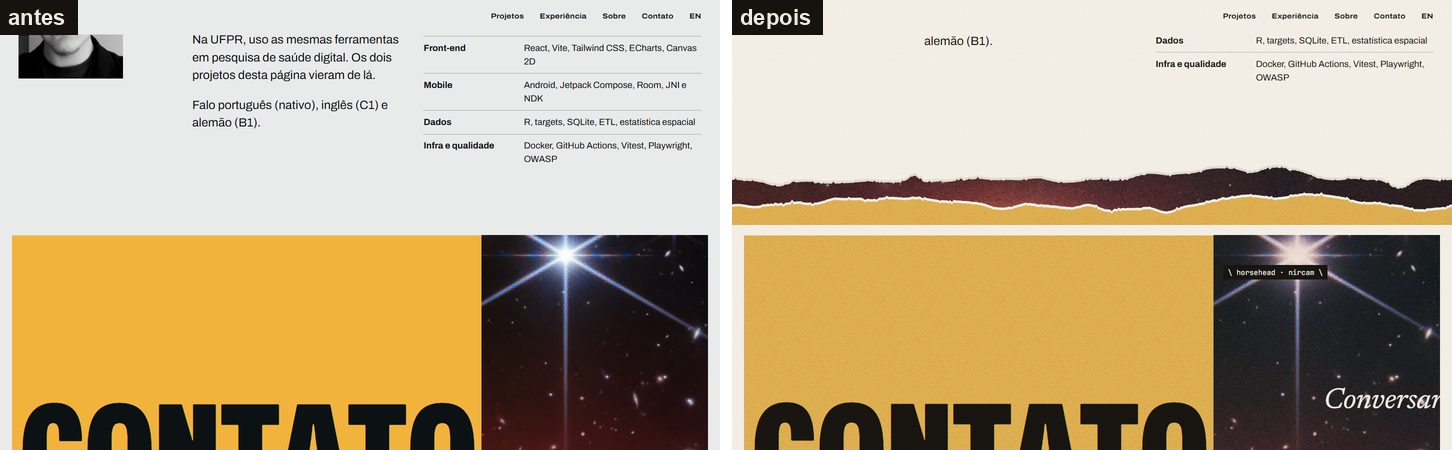 antes
Projetos Experiência Sobre Contato EN
Na UFPR, uso as mesmas ferramentas
em pesquisa de saúde digital. Os dois
projetos desta página vieram de lá.
Falo português (nativo), inglês (C1) e
alemão (B1).
Front-end React, Vite, Tailwind CSS, ECharts, Canvas
2D
Mobile Android, Jetpack Compose, Room, JNI e
NDK
Dados R, targets, SQLite, ETL, estatística espacial
Infra e qualidade Docker, GitHub Actions, Vitest, Playwright,
OWASP
CONTATO
depois
Projetos Experiência Sobre Contato EN
alemão (B1).
Dados R, targets, SQLite, ETL, estatística espacial
Infra e qualidade Docker, GitHub Actions, Vitest, Playwright,
OWASP
\ horsehead · nircam \
Conversar
CONTATO